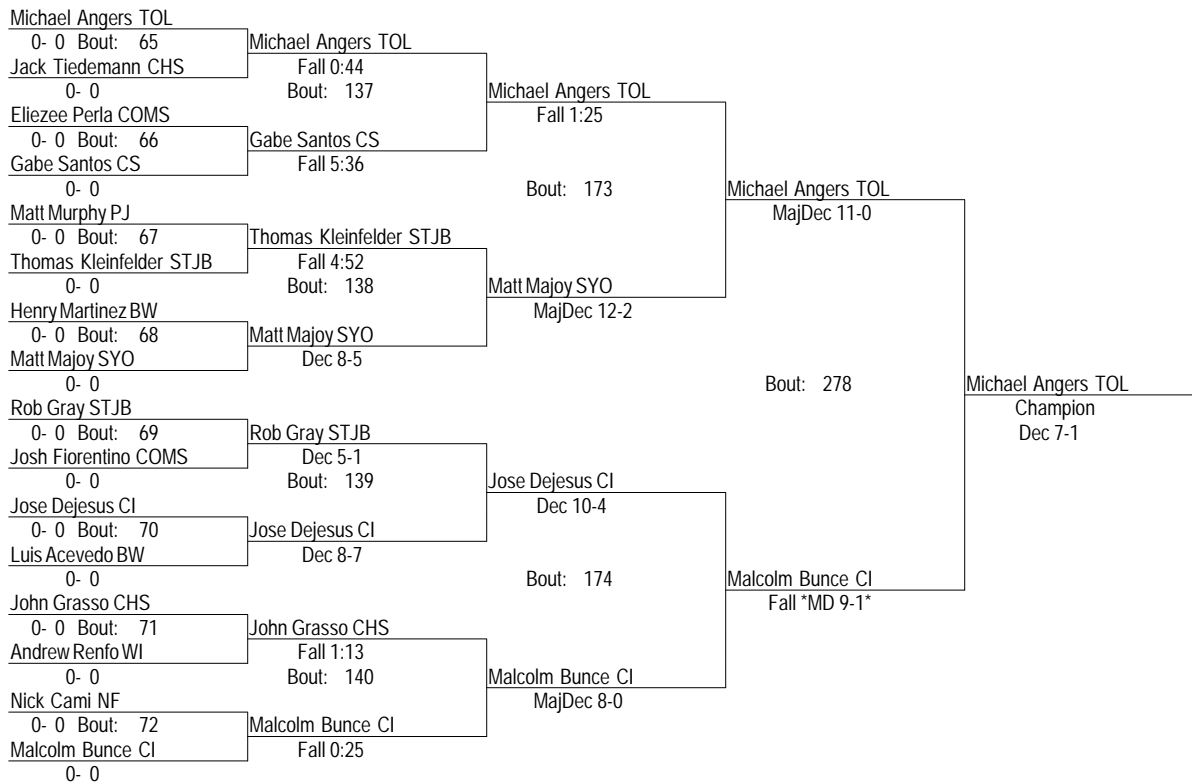 Michael Angers TOL
0- 0 Bout: 65
Jack Tiedemann CHS
0- 0
Eliezee Perla COMS
0- 0 Bout: 66
Gabe Santos CS
0- 0
Matt Murphy PJ
0- 0 Bout: 67
Thomas Kleinfelder STJB
0- 0
Henry Martinez BW
0- 0 Bout: 68
Matt Majoy SYO
0- 0
Rob Gray STJB
0- 0 Bout: 69
Josh Fiorentino COMS
0- 0
Jose Dejesus CI
0- 0 Bout: 70
Luis Acevedo BW
0- 0
John Grasso CHS
0- 0 Bout: 71
Andrew Renfo WI
0- 0
Nick Cami NF
0- 0 Bout: 72
Malcolm Bunce CI
0- 0
Michael Angers TOL
Fall 0:44
Bout: 137
Gabe Santos CS
Fall 5:36
Thomas Kleinfelder STJB
Fall 4:52
Bout: 138
Matt Majoy SYO
Dec 8-5
Rob Gray STJB
Dec 5-1
Bout: 139
Jose Dejesus CI
Dec 8-7
John Grasso CHS
Fall 1:13
Bout: 140
Malcolm Bunce CI
Fall 0:25
Michael Angers TOL
Fall 1:25
Bout: 173
Matt Majoy SYO
MajDec 12-2
Jose Dejesus CI
Dec 10-4
Bout: 174
Malcolm Bunce CI
MajDec 8-0
Michael Angers TOL
MajDec 11-0
Bout: 278
Malcolm Bunce CI
Fall *MD 9-1*
Michael Angers TOL
Champion
Dec 7-1